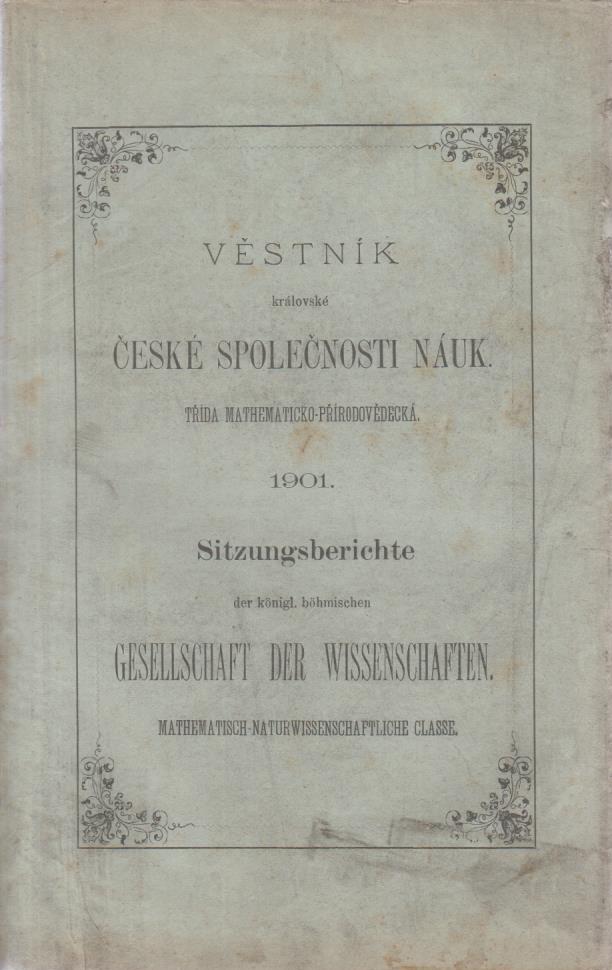 VĚSTNÍK
královské
ČESKÉ SPOLEČNOSTI NÁUK.
TŘÍDA MATHEMATICKO-PŘÍRODOVĚDECKÁ.
1901.
Sitzungsberichte
der königl. böhmischen
GESELLSCHAFT DER WISSENSCHAFTEN.
MATHEMATISCH-NATURWISSENSCHAFTLICHE CLASSE.